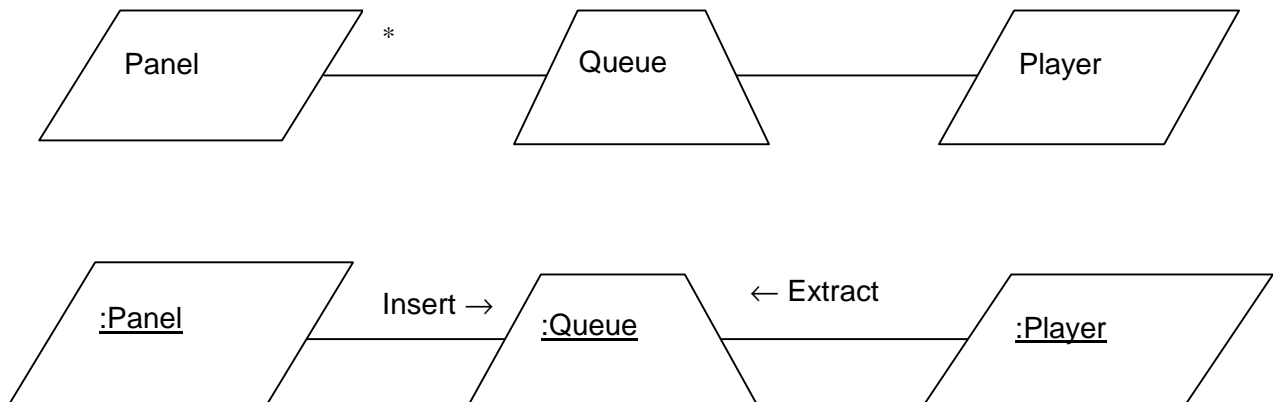 *
Panel
Queue
Player
Insert →
← Extract
:Panel
:Queue
:Player